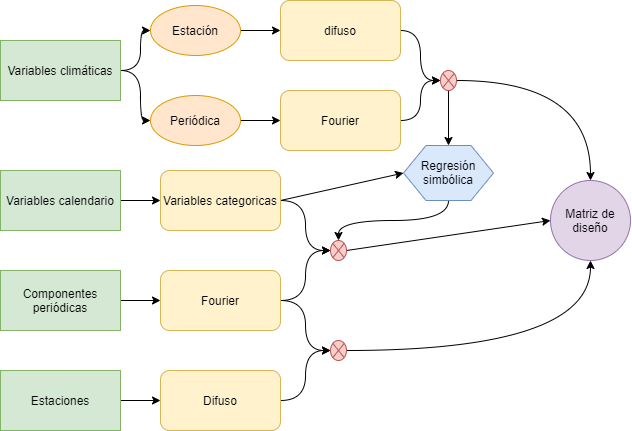 Variables climáticas
Estación
difuso
Periódica
Fourier
Variables calendario
Variables categoricas
Regresión
simbólica
Matriz de
diseño
Componentes
periódicas
Fourier
Estaciones
Difuso